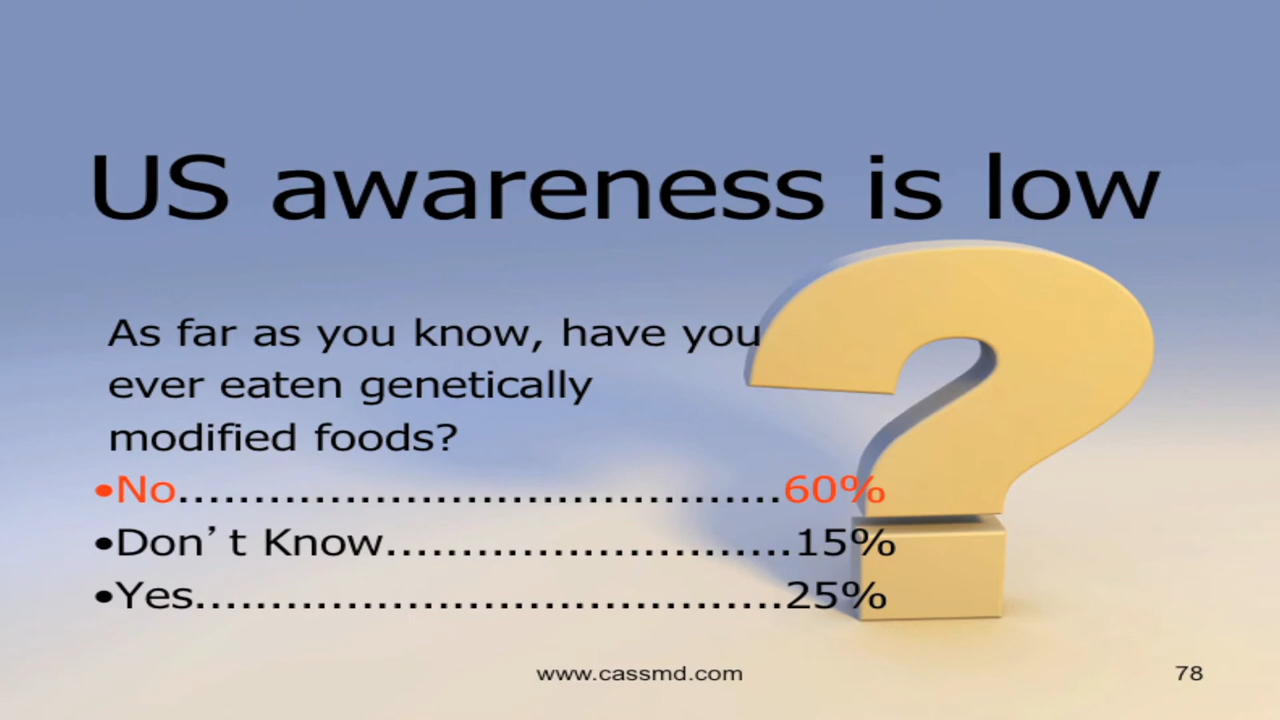 US awareness is low
As far as you know, have you
ever eaten genetically
modified foods?
•No........................................60%
•Don’t Know...........................15%
•Yes.......................................25%
www.cassmd.com
78